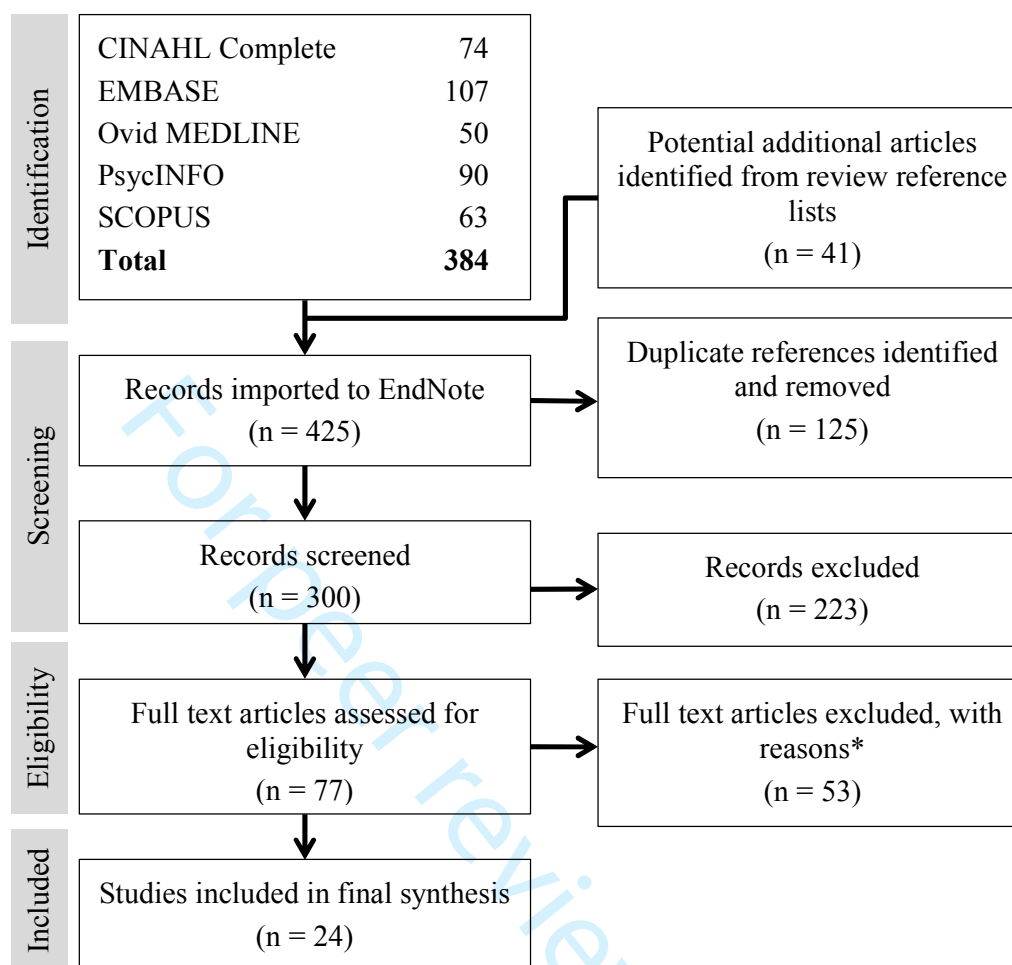 Identification
CINAHL Complete 74
EMBASE 107
Ovid MEDLINE 50
PsycINFO 90
SCOPUS 63
Total 384
Potential additional articles
identified from review reference
lists
(n = 41)
Screening
Records imported to EndNote
(n = 425)
Duplicate references identified
and removed
(n = 125)
Records screened
(n = 300)
Records excluded
(n = 223)
Eligibility
Full text articles assessed for
eligibility
(n = 77)
Full text articles excluded, with
reasons*
(n = 53)
Included
Studies included in final synthesis
(n = 24)
For peer review